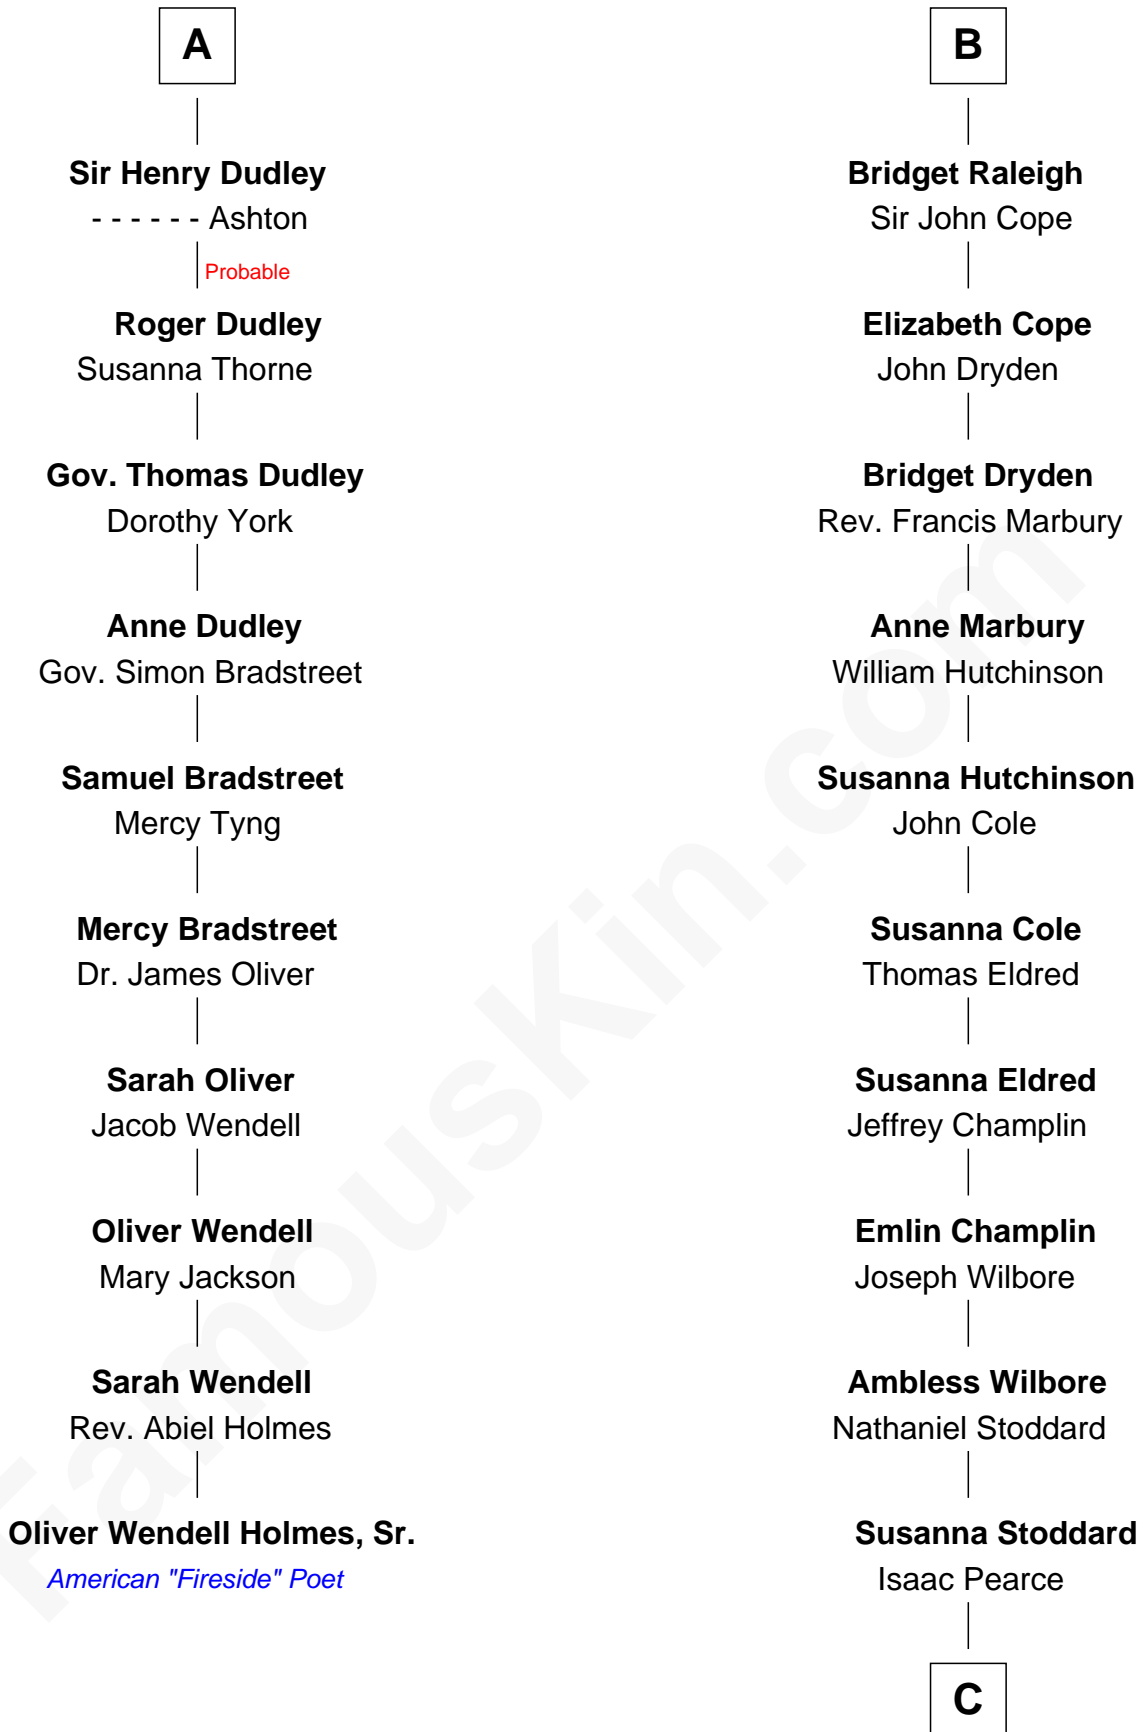 A
Sir Henry Dudley
- - - - - - Ashton
Probable
Roger Dudley
Susanna Thorne
Gov. Thomas Dudley
Dorothy York
Anne Dudley
Gov. Simon Bradstreet
Samuel Bradstreet
Mercy Tyng
Mercy Bradstreet
Dr. James Oliver
Sarah Oliver
Jacob Wendell
Oliver Wendell
Mary Jackson
Sarah Wendell
Rev. Abiel Holmes
Oliver Wendell Holmes, Sr.
American "Fireside" Poet
B
Bridget Raleigh
Sir John Cope
Elizabeth Cope
John Dryden
Bridget Dryden
Rev. Francis Marbury
Anne Marbury
William Hutchinson
Susanna Hutchinson
John Cole
Susanna Cole
Thomas Eldred
Susanna Eldred
Jeffrey Champlin
Emlin Champlin
Joseph Wilbore
Ambless Wilbore
Nathaniel Stoddard
Susanna Stoddard
Isaac Pearce
C
FamousKin.com